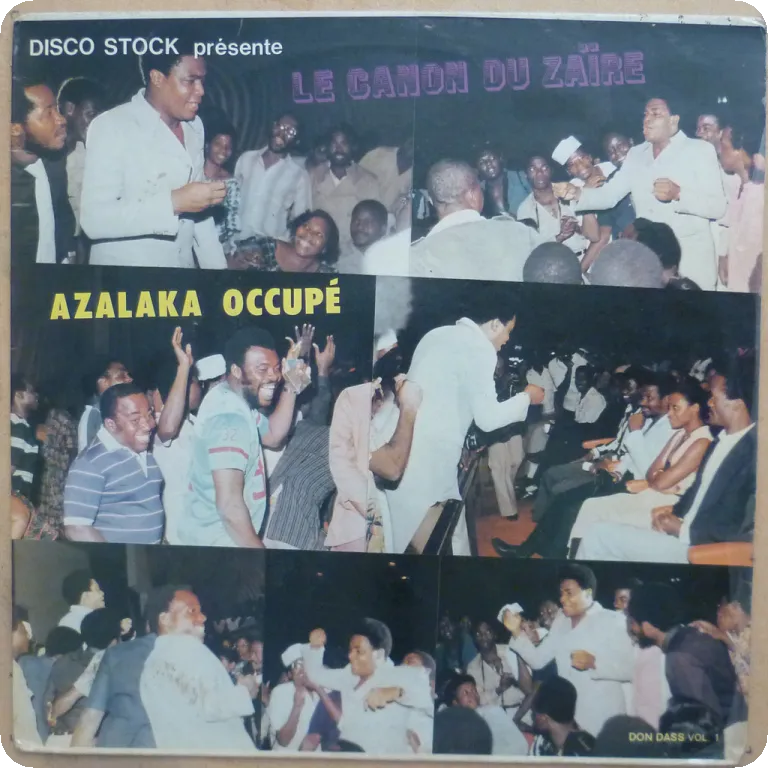 DISCO STOCK présente
LE CANON DU ZAÏRE
AZALAKA OCCUPÉ
DON DASS VOL. 1